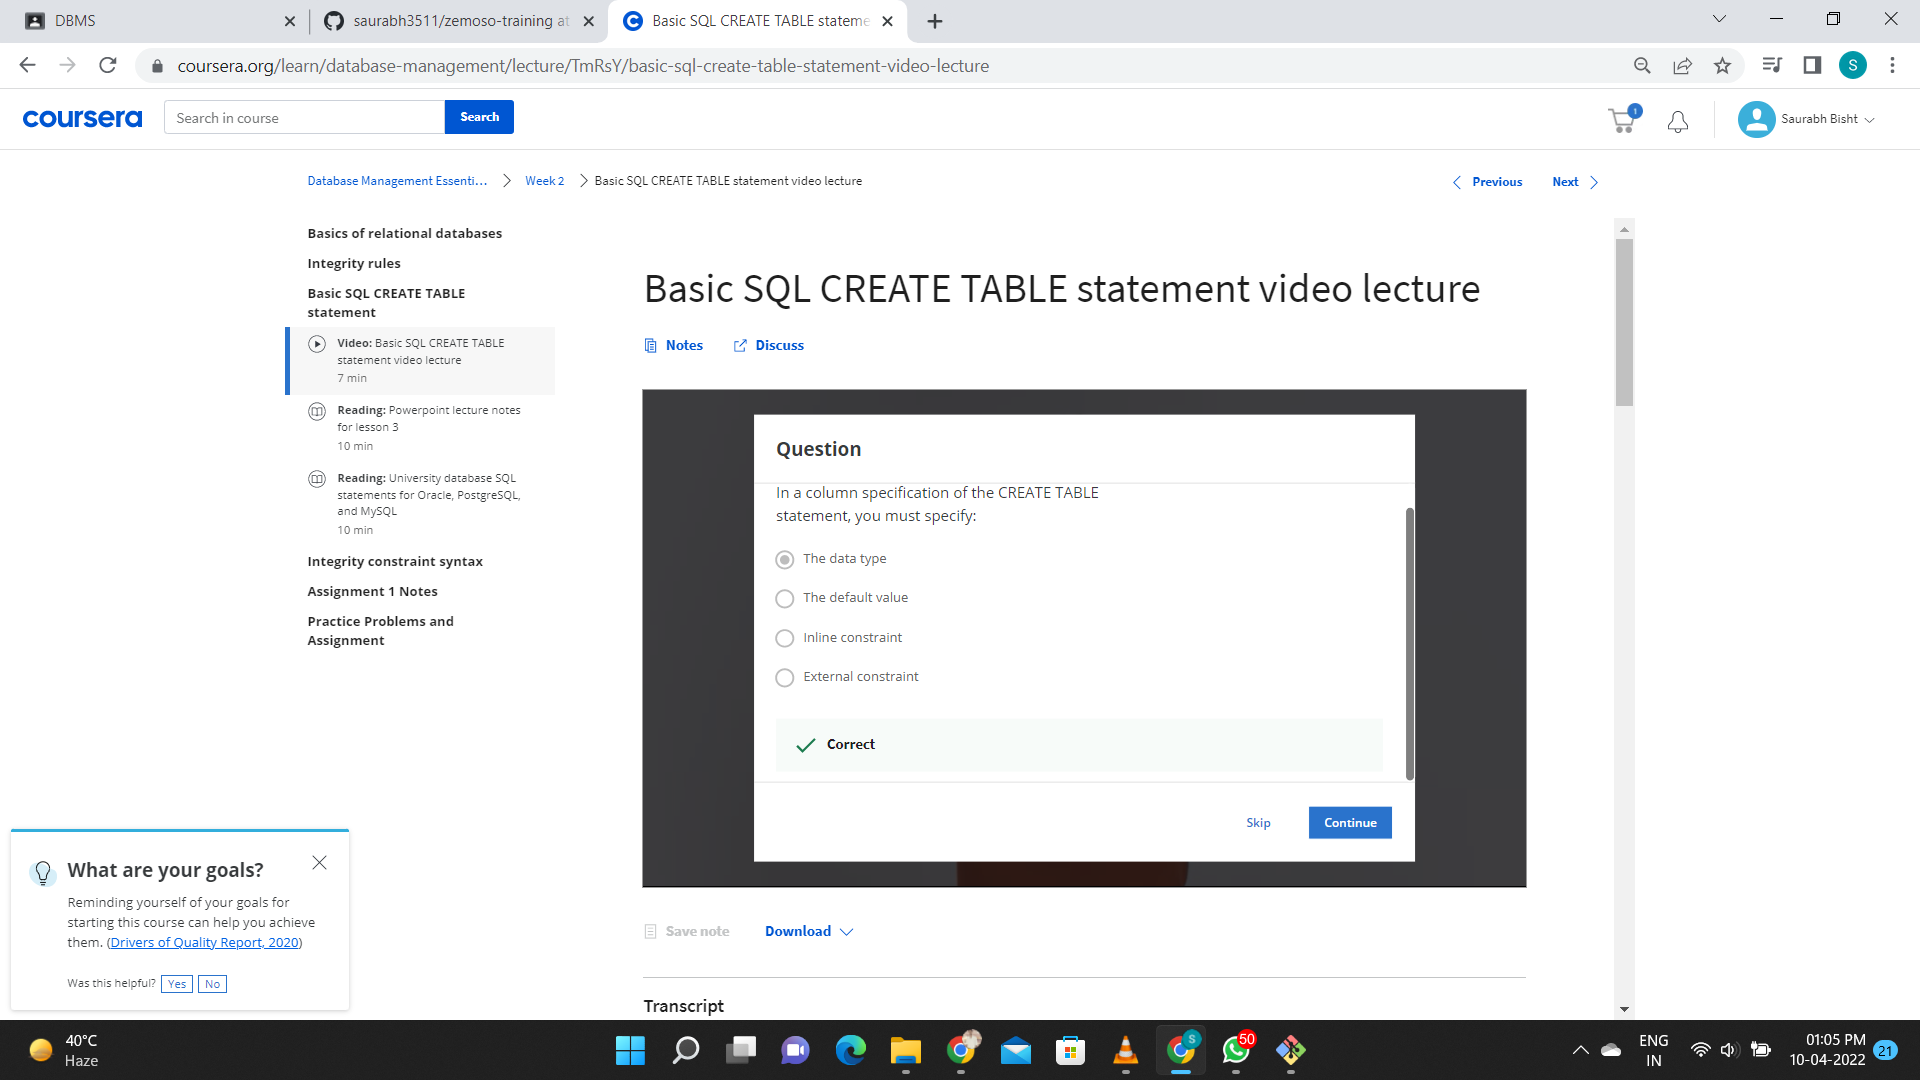 DBMS
saurabh3511/zemoso-training at
Basic SQL CREATE TABLE stateme
coursera.org/learn/database-management/lecture/TmRsY/basic-sql-create-table-statement-video-lecture
S
coursera
Search in course
Search
1
Saurabh Bisht
Database Management Essenti...
Week 2
Basic SQL CREATE TABLE statement video lecture
Previous
Next
Basics of relational databases
Integrity rules
Basic SQL CREATE TABLE
statement
Video: Basic SQL CREATE TABLE
statement video lecture
7 min
Reading: Powerpoint lecture notes
for lesson 3
10 min
Reading: University database SQL
statements for Oracle, PostgreSQL,
and MySQL
10 min
Integrity constraint syntax
Assignment 1 Notes
Practice Problems and
Assignment
Basic SQL CREATE TABLE statement video lecture
Notes
Discuss
Question
In a column specification of the CREATE TABLE
statement, you must specify:
The data type
The default value
Inline constraint
External constraint
Correct
Skip
Continue
Save note
Download
Transcript
What are your goals?
Reminding yourself of your goals for
starting this course can help you achieve
them. (Drivers of Quality Report, 2020)
Was this helpful? Yes No
40°C
Haze
S
50
ENG
IN
01:05 PM
10-04-2022
21